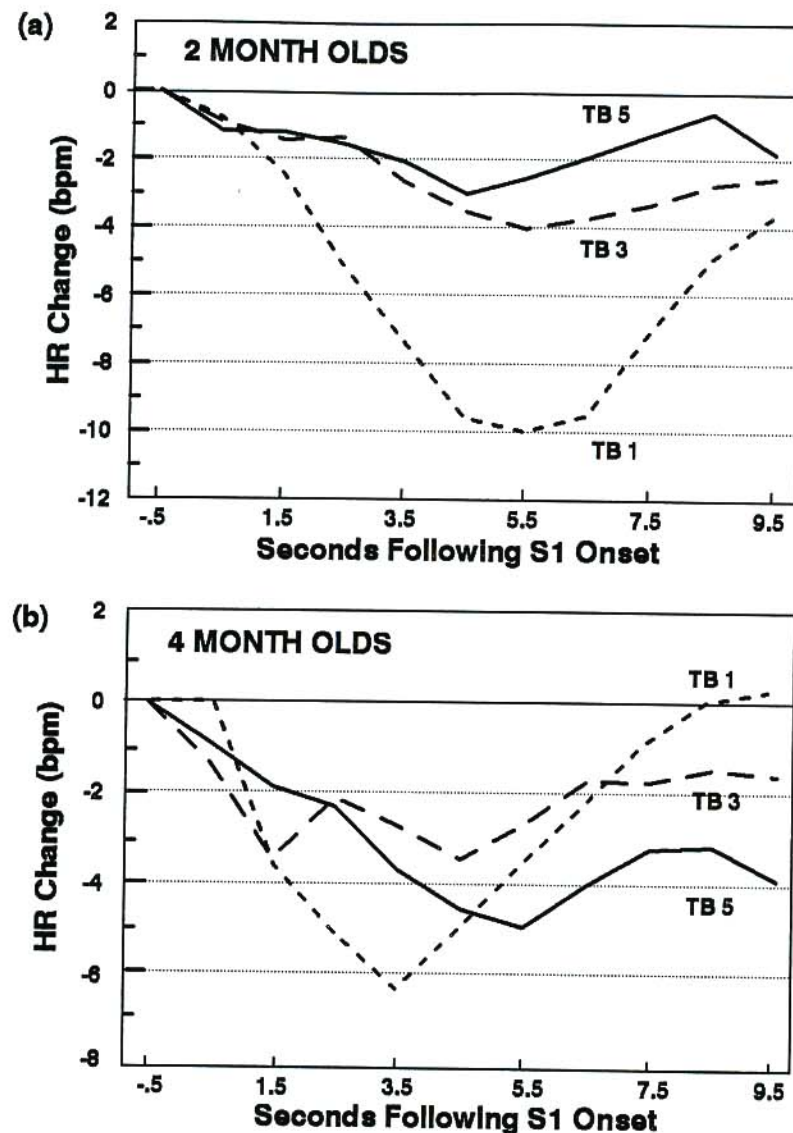 (a)
2 MONTH OLDS
HR Change (bpm)
2
0
-2
-4
-6
-8
-10
-12
TB 5
TB 3
TB 1
-.5 1.5 3.5 5.5 7.5 9.5
Seconds Following S1 Onset
(b)
4 MONTH OLDS
HR Change (bpm)
2
0
-2
-4
-6
-8
TB 1
TB 3
TB 5
-.5 1.5 3.5 5.5 7.5 9.5
Seconds Following S1 Onset